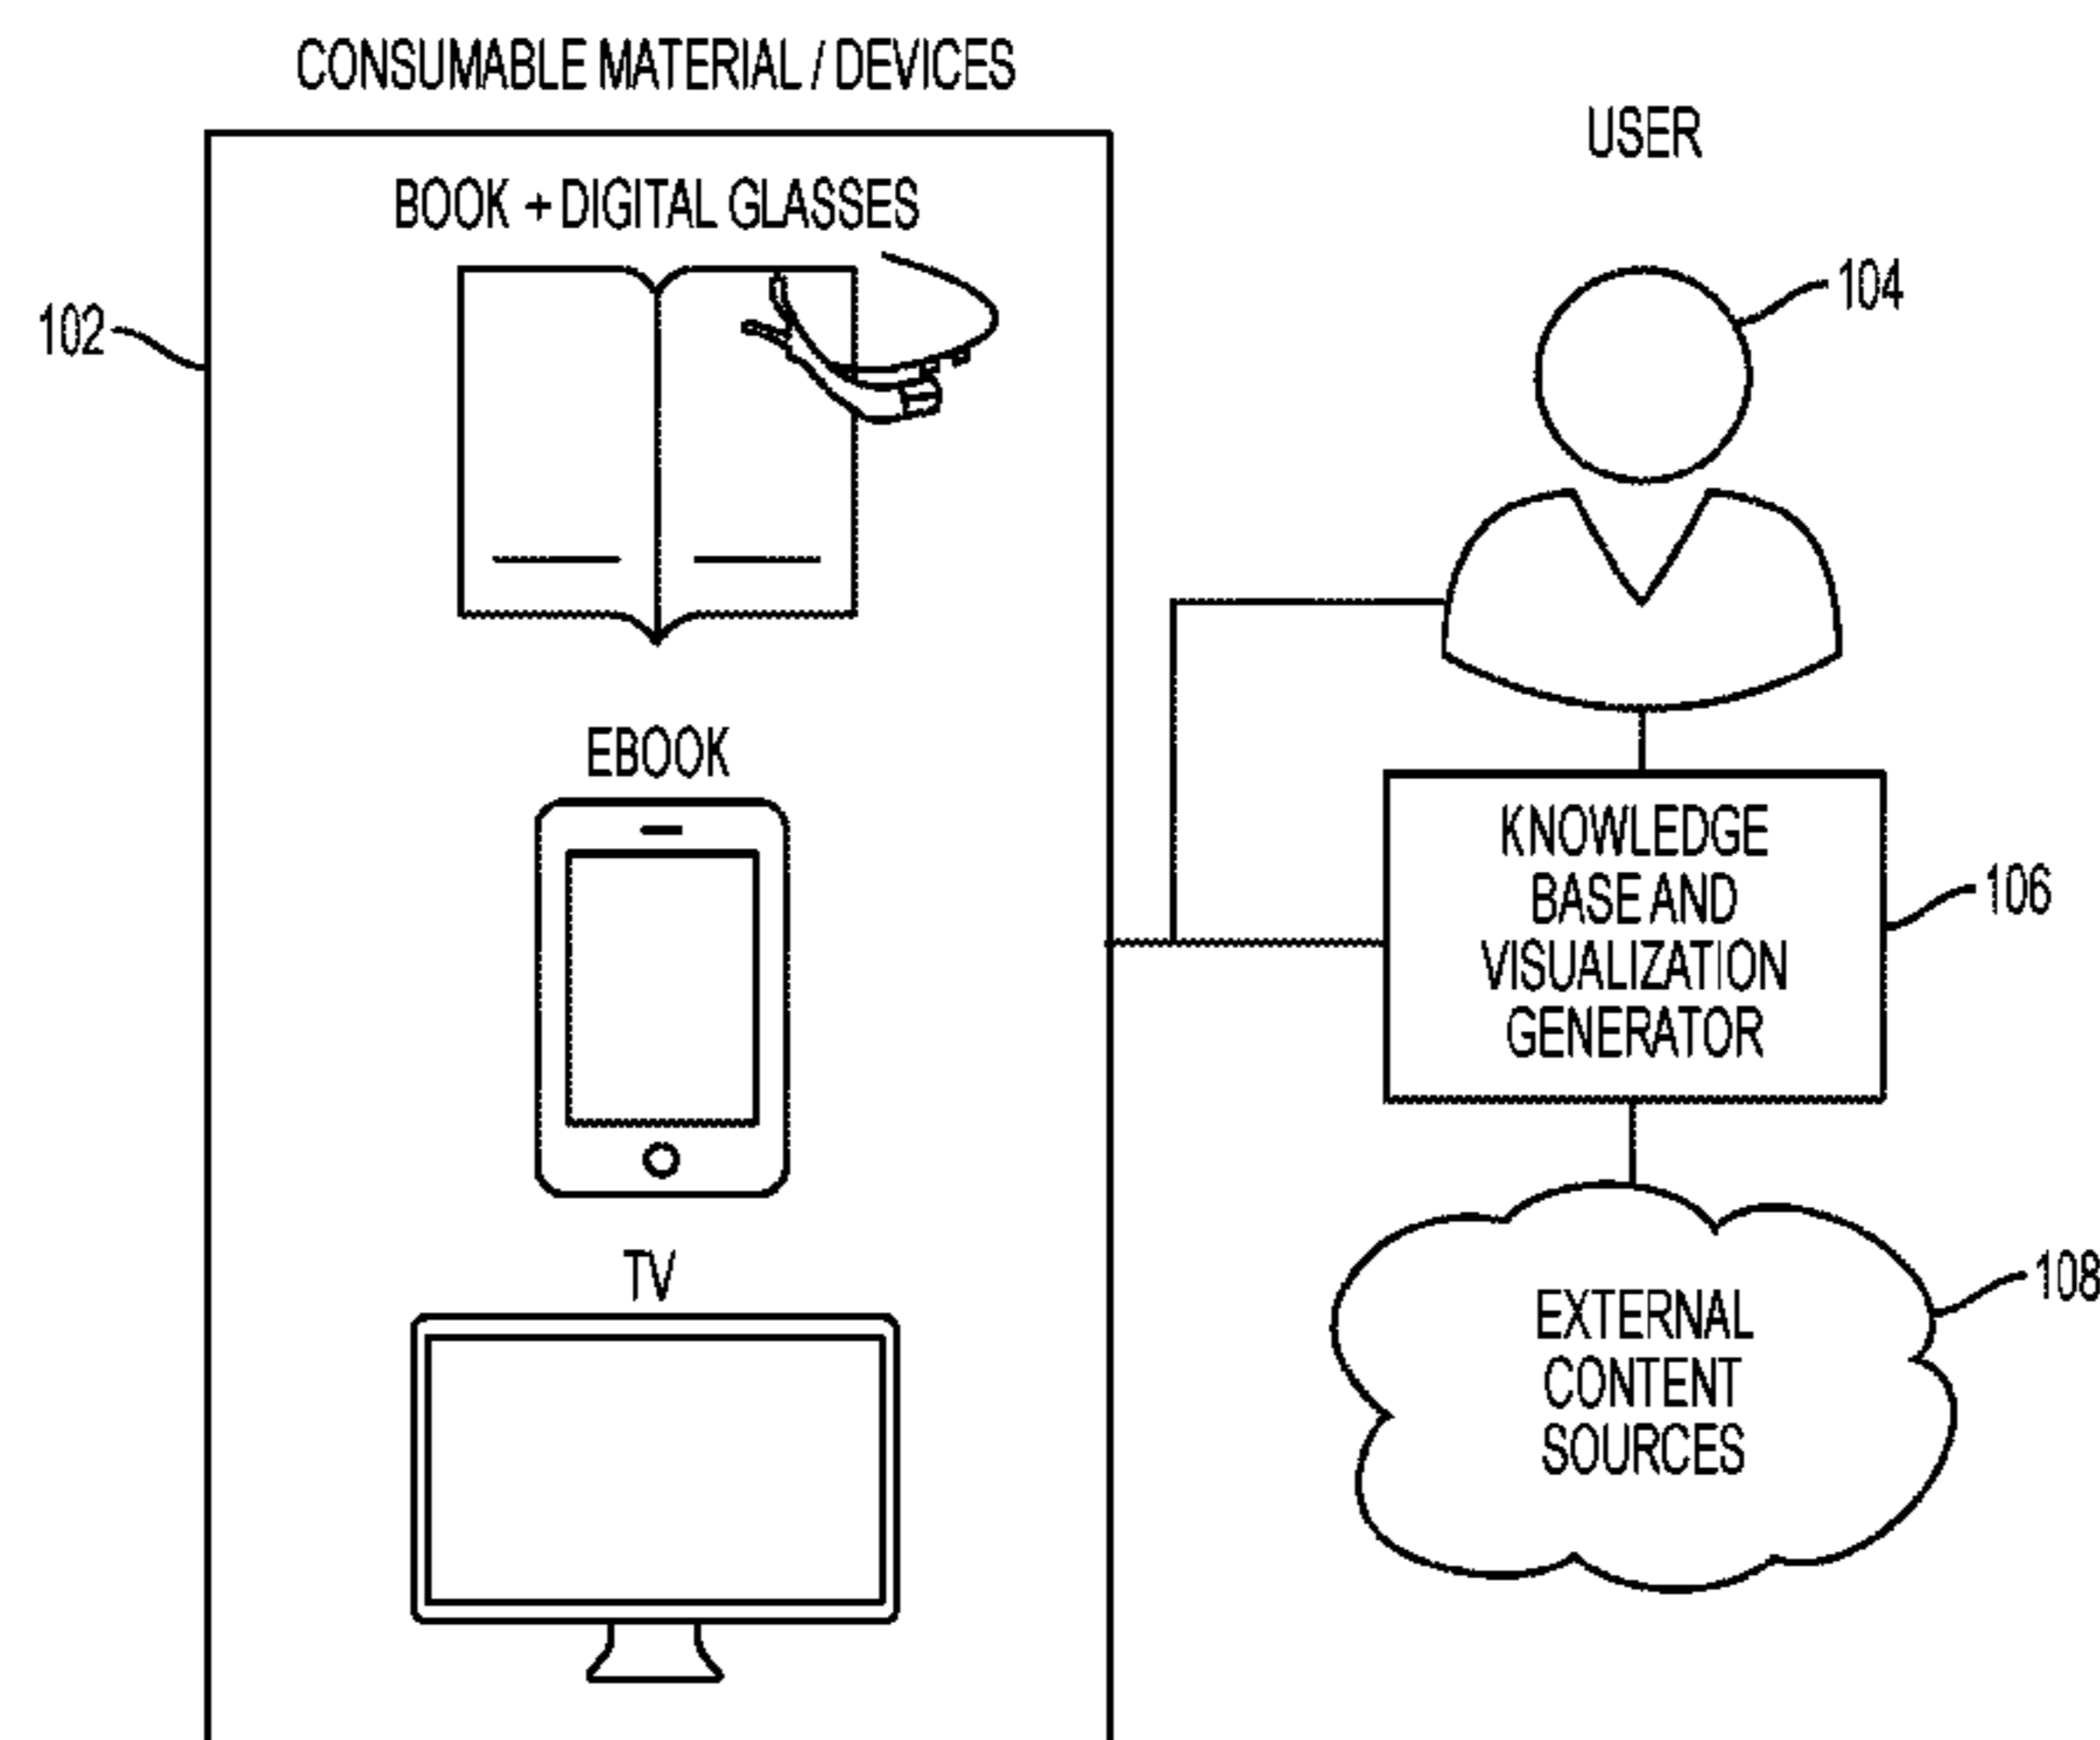 CONSUMABLE MATERIAL / DEVICES
BOOK + DIGITAL GLASSES
102
EBOOK
TV
USER
104
KNOWLEDGE
BASE AND
VISUALIZATION
GENERATOR
106
EXTERNAL
CONTENT
SOURCES
108